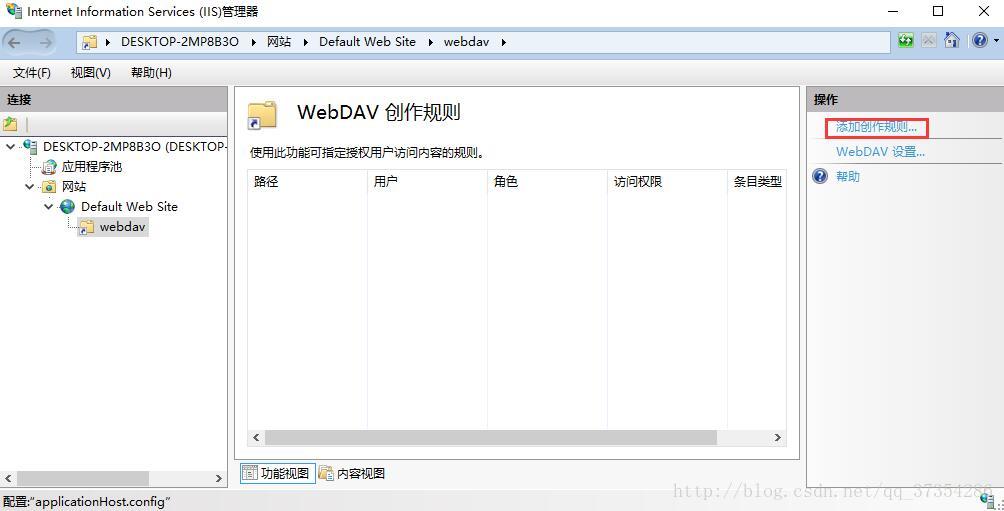 Internet Information Services (IIS)管理器
DESKTOP-2MP8B3O 网站 Default Web Site webdav
文件(F) 视图(V) 帮助(H)
连接
DESKTOP-2MP8B3O (DESKTOP-
应用程序池
网站
Default Web Site
webdav
WebDAV 创作规则
使用此功能可指定授权用户访问内容的规则。
路径 用户 角色 访问权限 条目类型
功能视图 内容视图
操作
添加创作规则...
WebDAV 设置...
帮助
配置:"applicationHost.config"
http://blog.csdn.net/qq_37354286